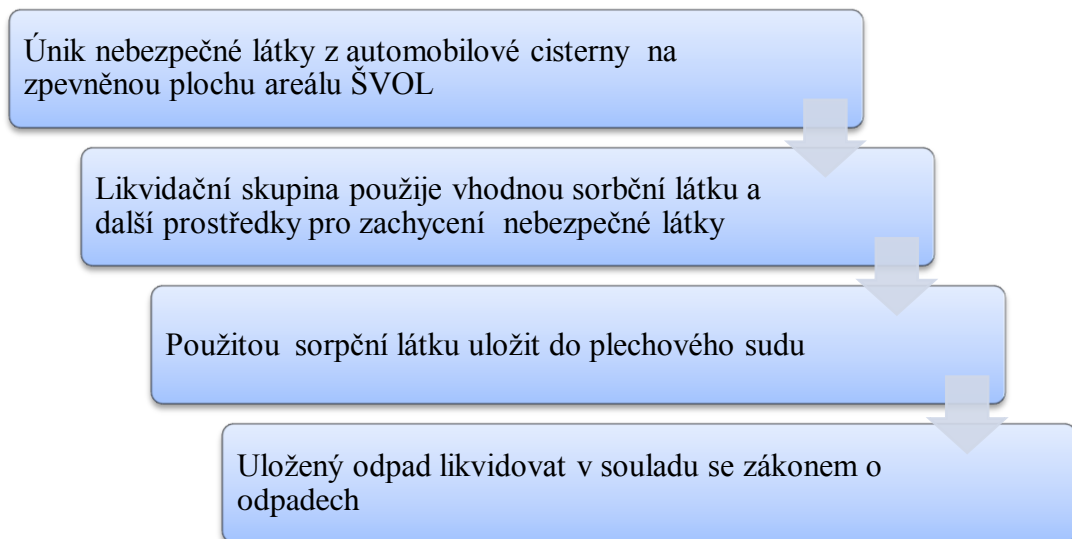 Únik nebezpečné látky z automobilové cisterny  na
zpevněnou plochu areálu ŠVOL
Likvidační skupina použije vhodnou sorbční látku a
další prostředky pro zachycení  nebezpečné látky
Použitou  sorpční látku uložit do plechového sudu
Uložený odpad likvidovat v souladu se zákonem o
odpadech